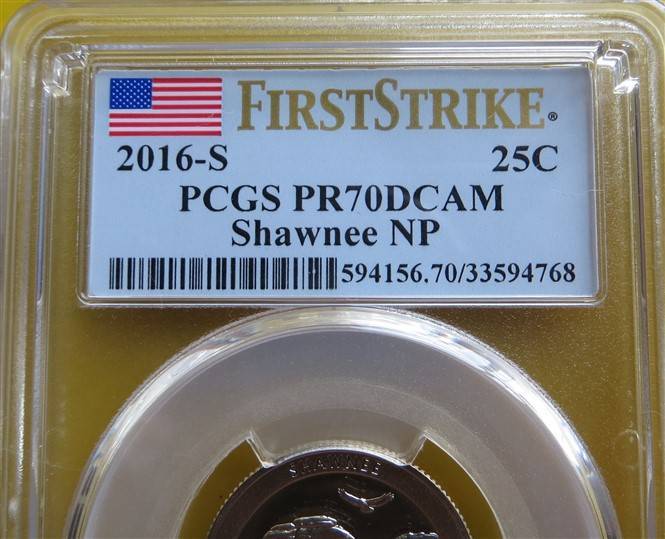 FIRSTSTRIKE®
2016-S 25C
PCGS PR70DCAM
Shawnee NP
594156.70/33594768
SHAWNEE